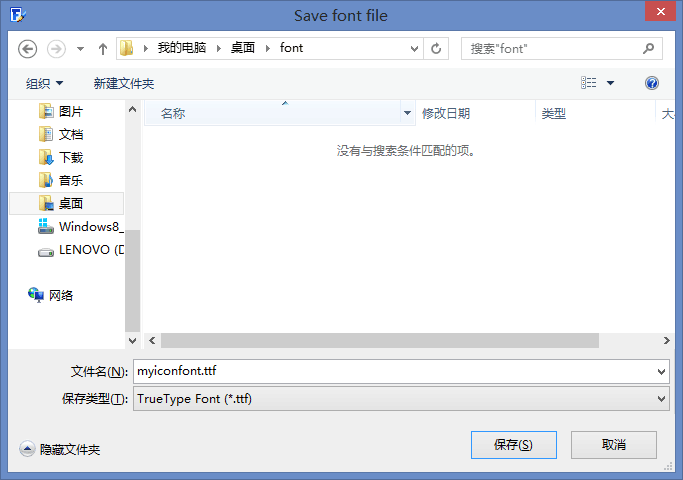 Save font file
我的电脑 桌面 font
搜索"font"
组织 新建文件夹
名称 修改日期 类型 大
没有与搜索条件匹配的项。
图片
文档
下载
音乐
桌面
Windows8_
LENOVO (D
网络
文件名(N): myiconfont.ttf
保存类型(T): TrueType Font (*.ttf)
隐藏文件夹 保存(S) 取消